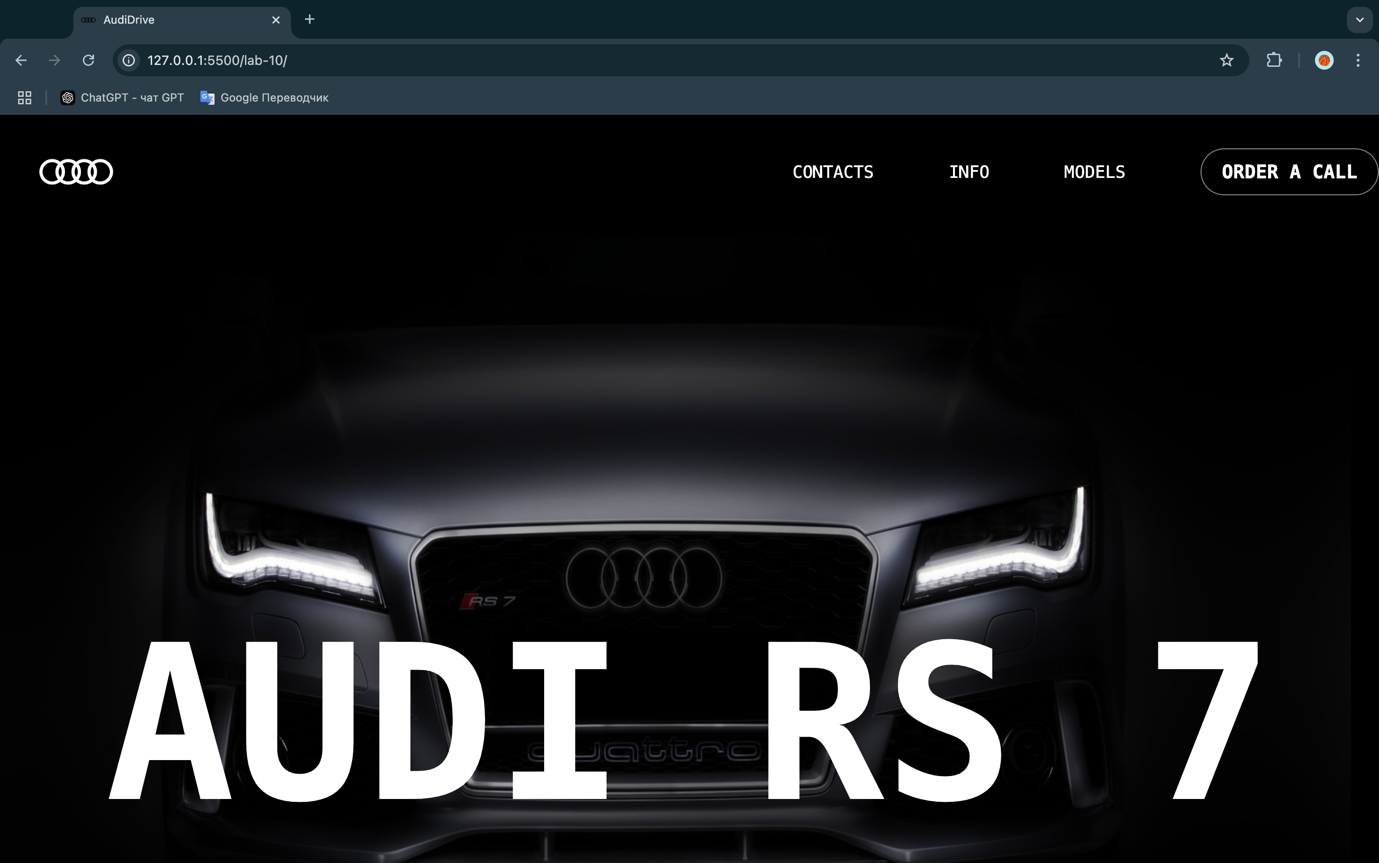 AudiDrive
127.0.0.1:5500/lab-10/
ChatGPT - чат GPT
Google Переводчик
CONTACTS INFO MODELS ORDER A CALL
RS 7
quattro
AUDI RS 7